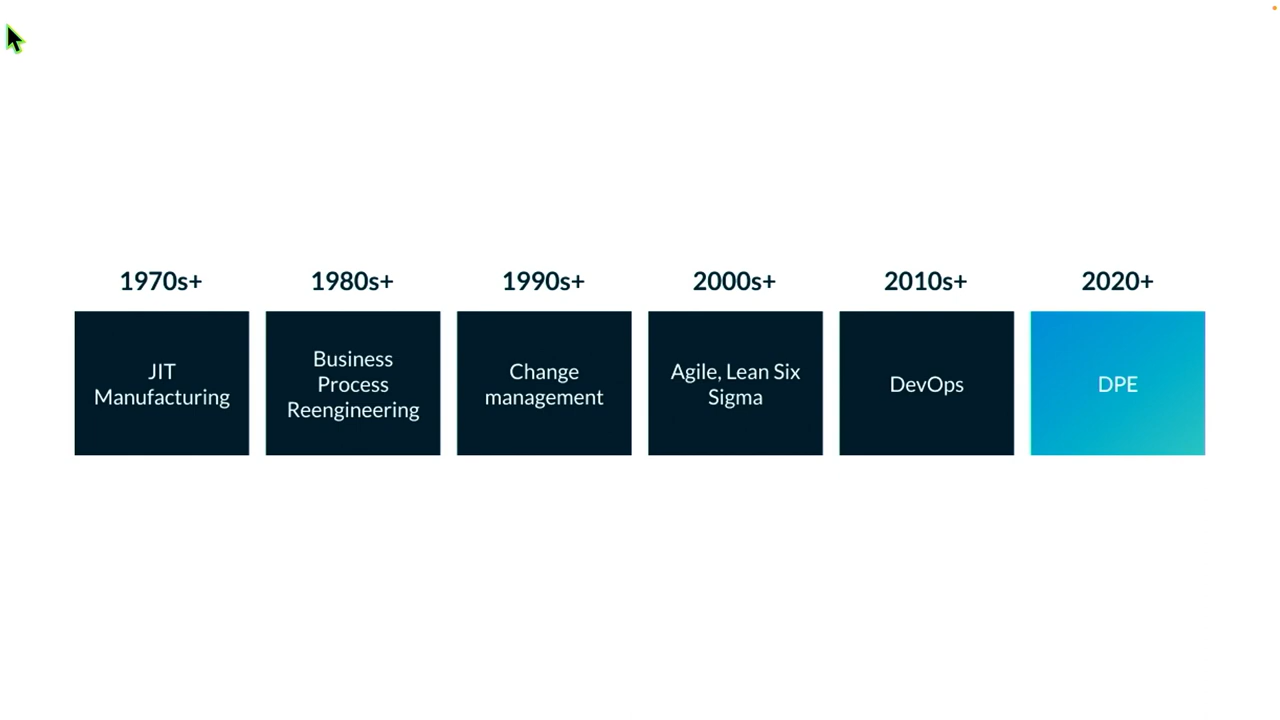 1970s+
JIT
Manufacturing
1980s+
Business
Process
Reengineering
1990s+
Change
management
2000s+
Agile, Lean Six
Sigma
2010s+
DevOps
2020+
DPE